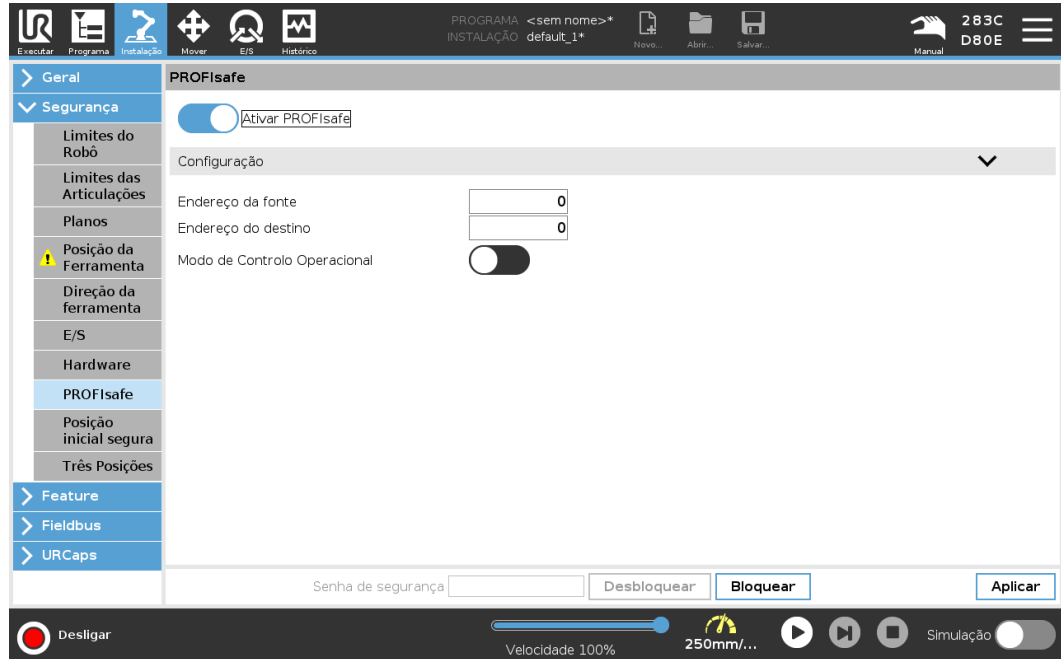 UR
PROGRAMA <sem nome>*
INSTALAÇÃO default_1*
283C
D80E
Executar Programa Instalação Mover E/S Histórico Novo... Abrir... Salvar... Manual
Geral
Segurança
Limites do
Robô
Limites das
Articulações
Planos
Posição da
Ferramenta
Direção da
ferramenta
E/S
Hardware
PROFIsafe
Posição
inicial segura
Três Posições
Feature
Fieldbus
URCaps
PROFIsafe
Ativar PROFIsafe
Configuração
Endereço da fonte 0
Endereço do destino 0
Modo de Controlo Operacional
Senha de segurança Desbloquear Bloquear Aplicar
Desligar
Velocidade 100%
250mm/...
Simulação